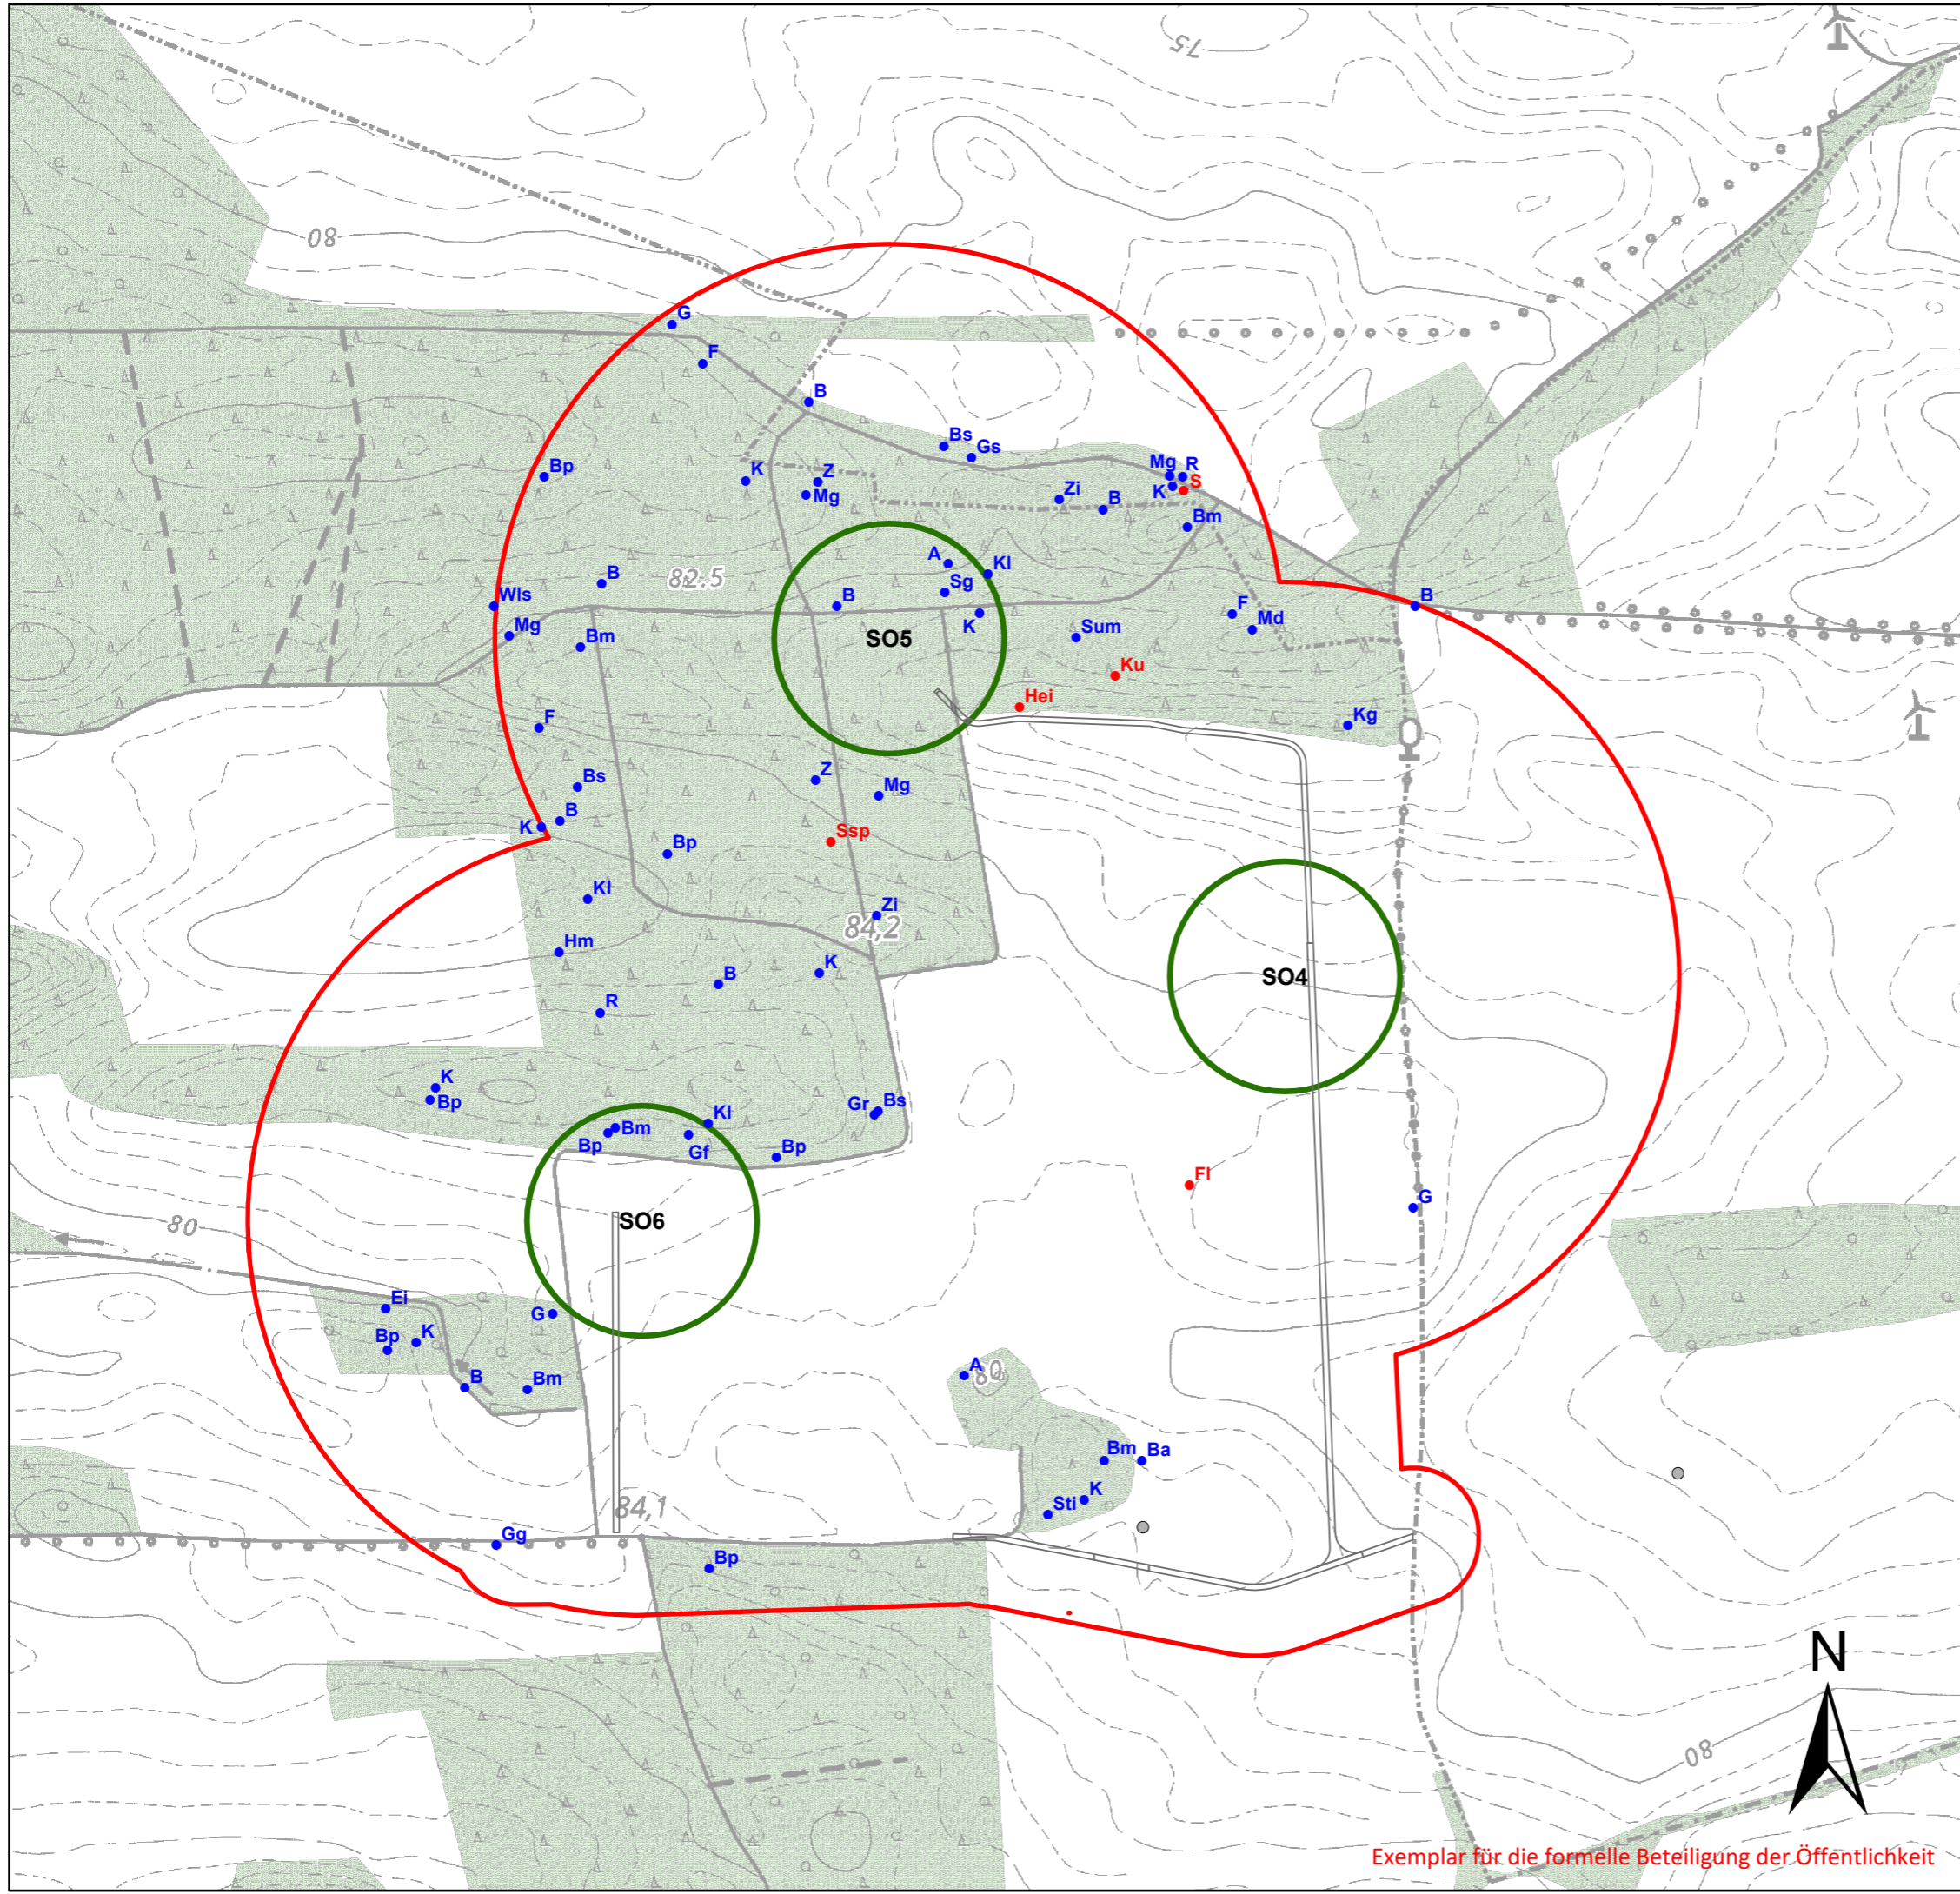 75
80
G
F
B
Bs
Gs
Bp
K
Z
Mg
Mg
R
K
S
Zi
B
Bm
A
Kl
82.5
B
Sg
Wls
B
K
B
F
Md
Mg
Bm
SO5
Sum
Ku
Hei
F
Kg
Bs
Z
Mg
B
K
Ssp
Bp
Kl
Zi
84,2
Hm
K
B
SO4
R
K
Bp
Gr
Bs
Kl
Bm
Bp
Gf
Bp
Fl
G
80
SO6
Ei
G
Bp
K
A
80
B
Bm
Bm
Ba
K
Sti
84,1
Gg
Bp
N
80
Exemplar für die formelle Beteiligung der Öffentlichkeit